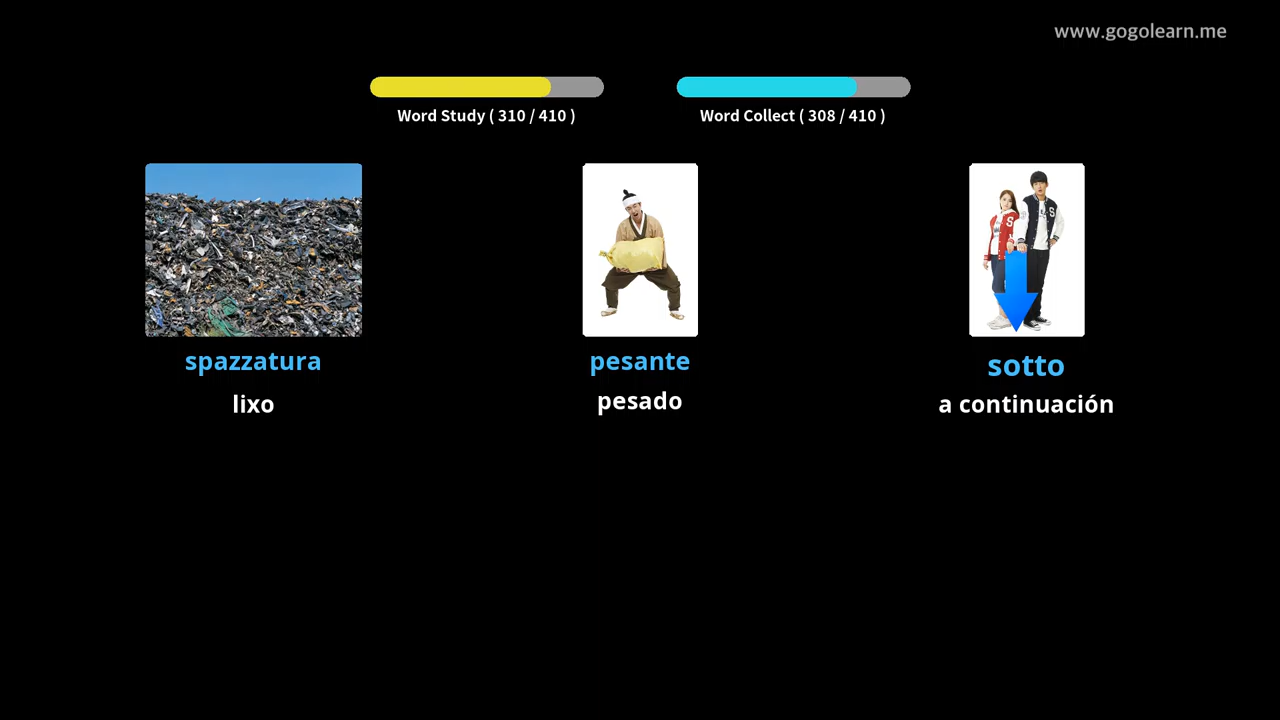 www.gogolearn.me
Word Study ( 310 / 410 )
Word Collect ( 308 / 410 )
spazzatura
lixo
pesante
pesado
sotto
a continuación